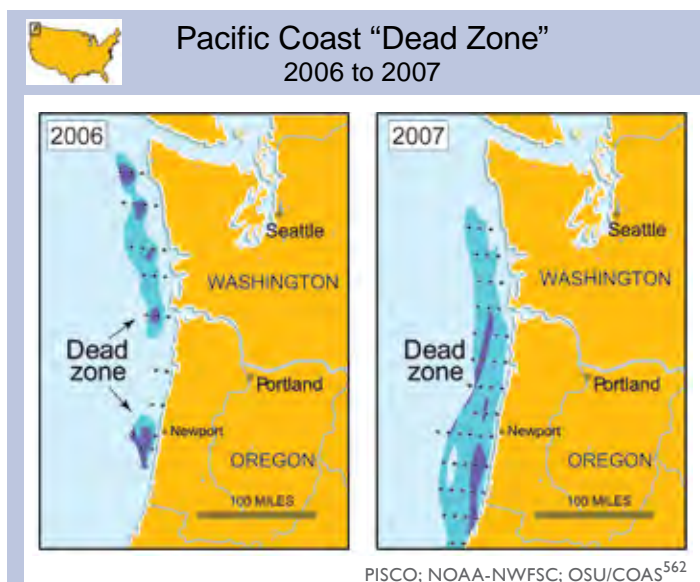 Pacific Coast “Dead Zone”
2006 to 2007
2006
Seattle
WASHINGTON
Dead
zone
Portland
Newport
OREGON
100 MILES
2007
Seattle
WASHINGTON
Dead
zone
Portland
Newport
OREGON
100 MILES
PISCO; NOAA-NWFSC; OSU/COAS562